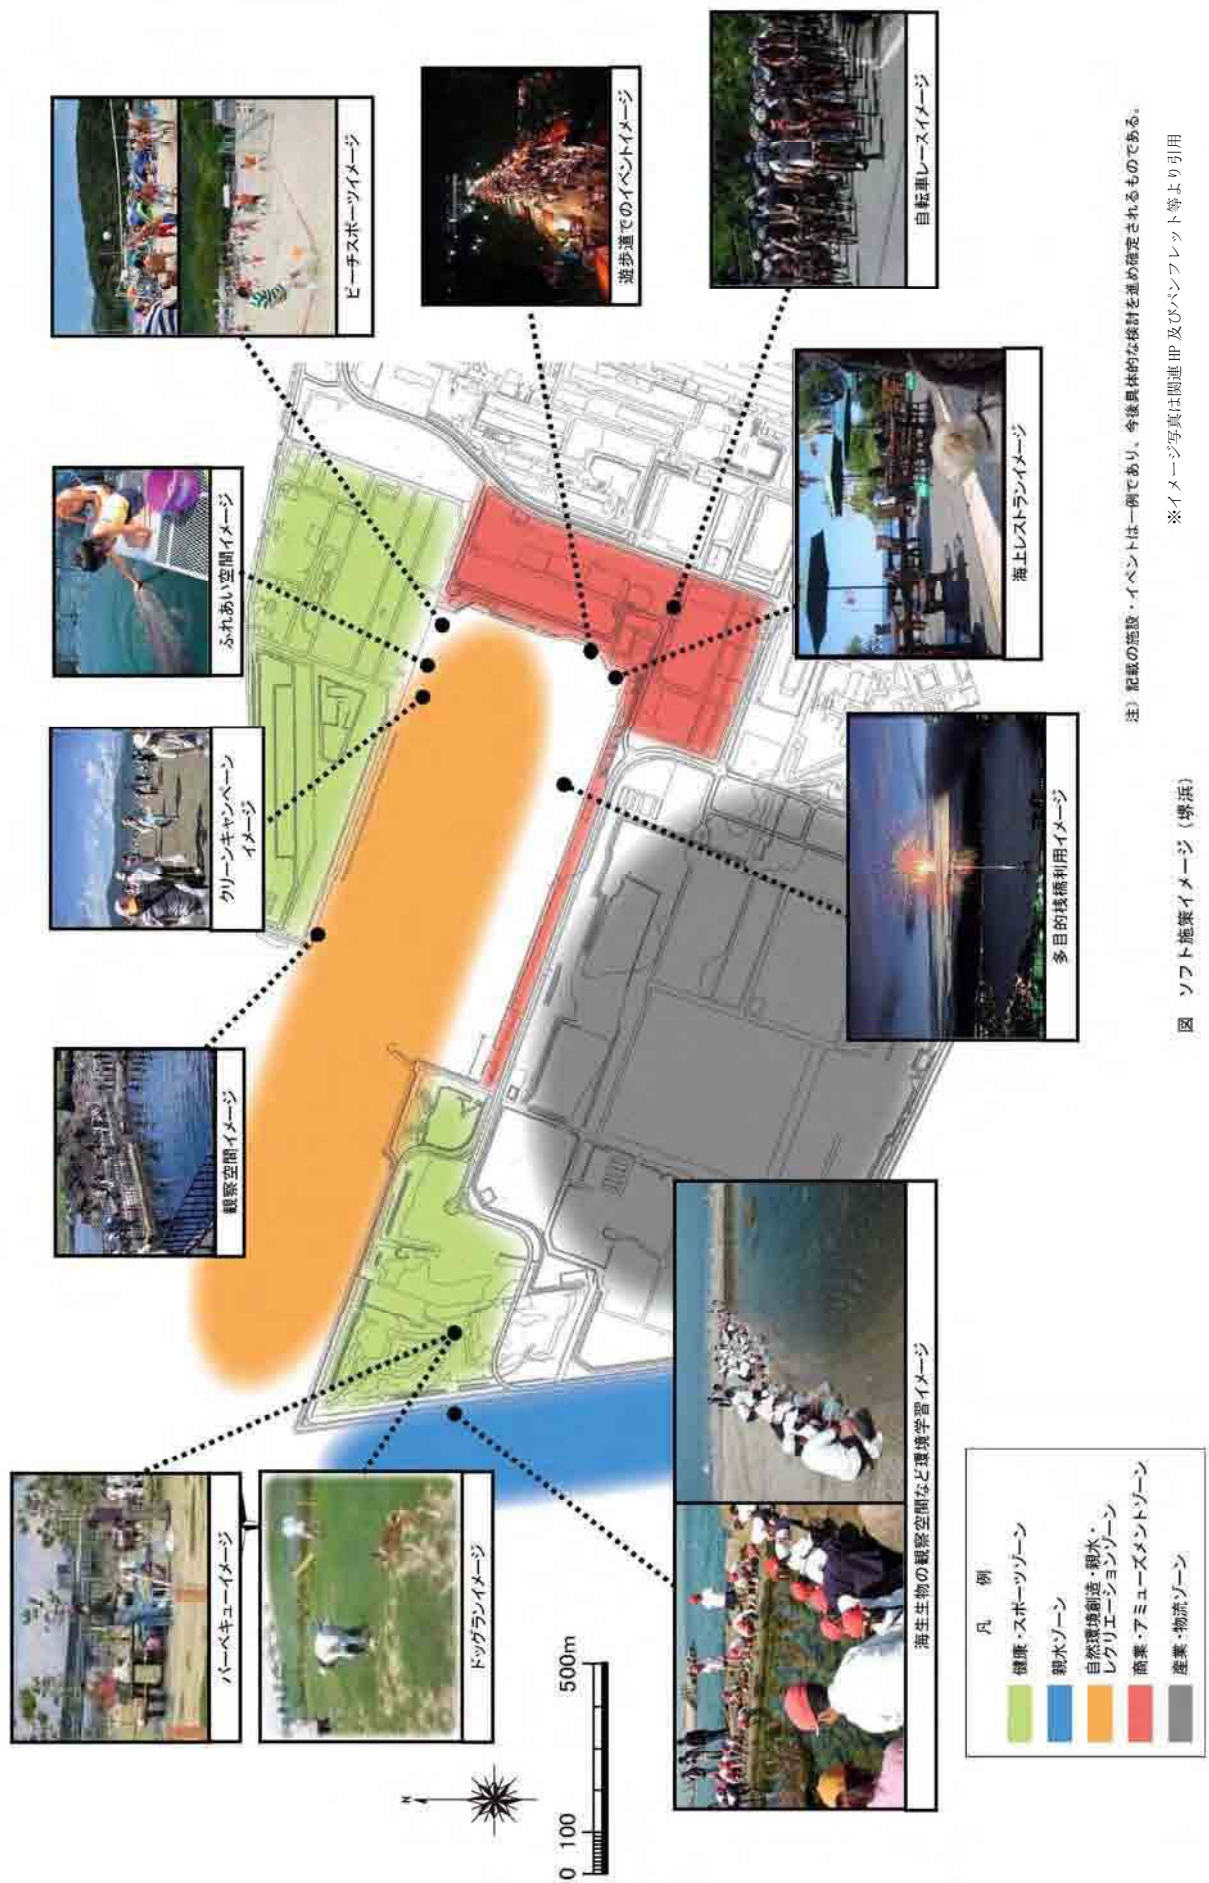 バーベキューイメージ
ドッグランイメージ
観察空間イメージ
クリーンキャンペーン
イメージ
ふれあい空間イメージ
ビーチスポーツイメージ
遊歩道でのイベントイメージ
自転車レースイメージ
海上レストランイメージ
多目的桟橋利用イメージ
海生生物の観察空間など環境学習イメージ
N
0 100 500m
凡 例
健康・スポーツゾーン
親水ゾーン
自然環境創造・親水・
レクリエーションゾーン
商業・アミューズメントゾーン
産業・物流ゾーン
注）記載の施設・イベントは一例であり、今後具体的な検討を進め確定されるものである。
※イメージ写真は関連 HP 及びパンフレット等より引用
図 ソフト施策イメージ（堺浜）